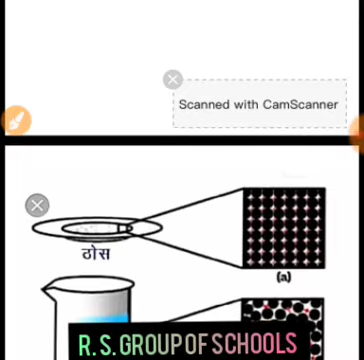 Scanned with CamScanner
ठोस
(a)
R. S. GROUP OF SCHOOLS